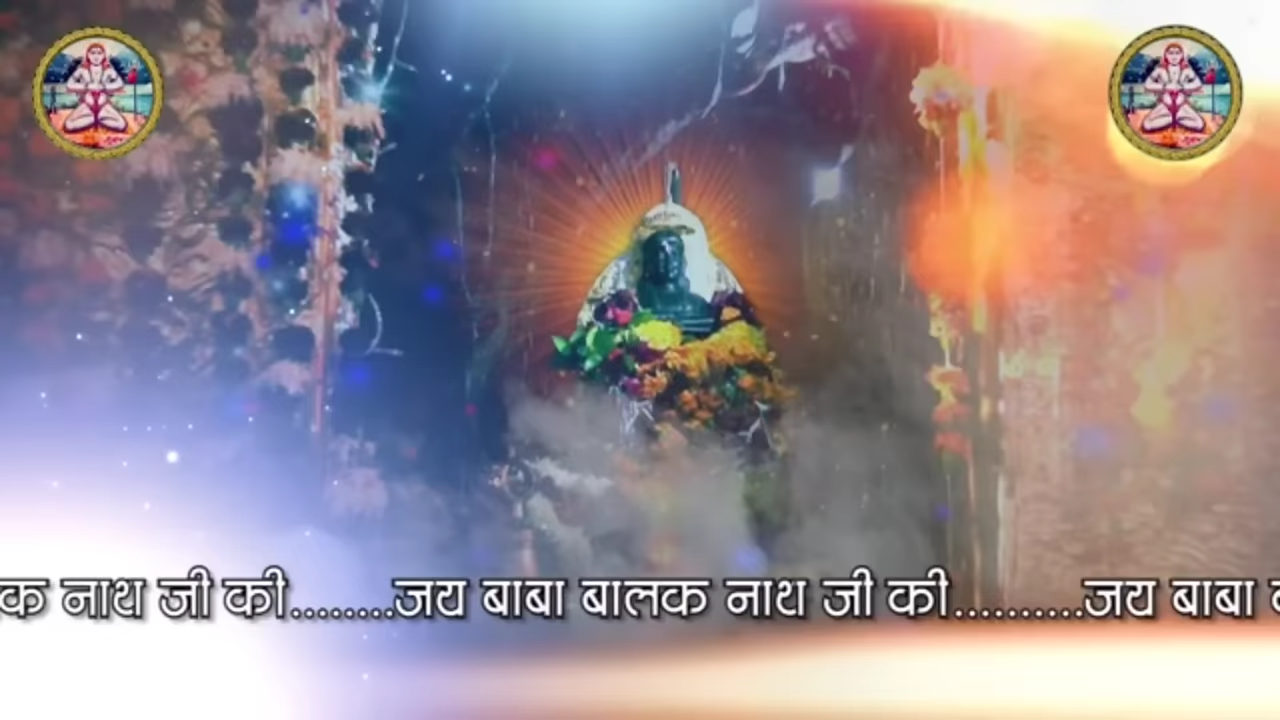 क नाथ जी की........जय बाबा बालक नाथ जी की..........जय बाबा